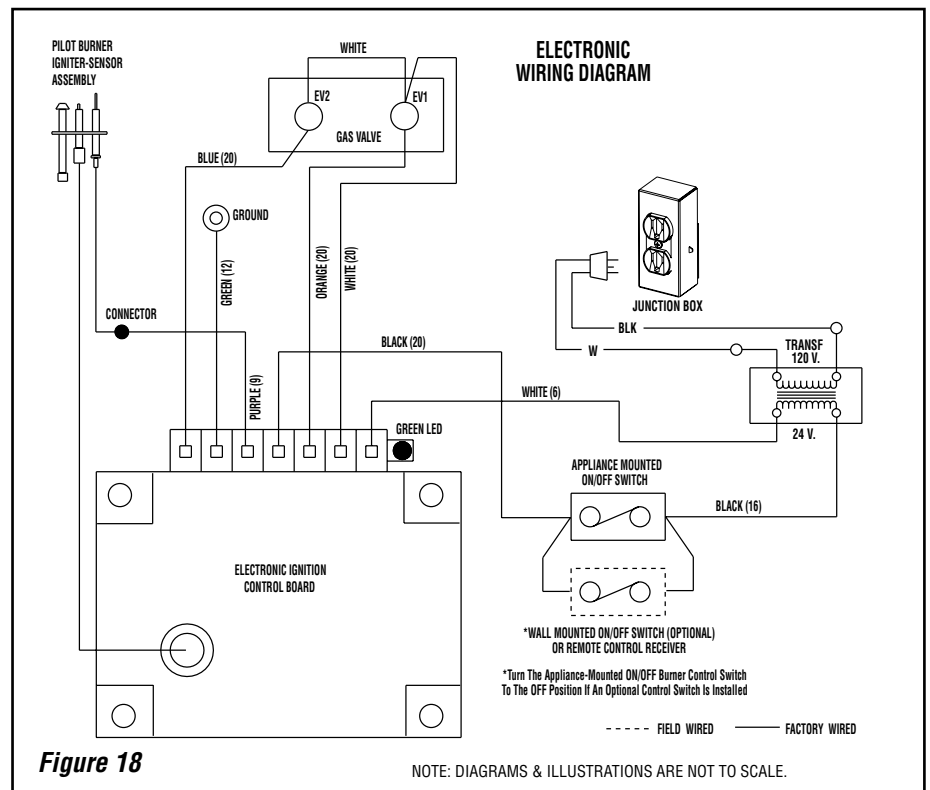 PILOT BURNER
IGNITER-SENSOR
ASSEMBLY
WHITE
ELECTRONIC
WIRING DIAGRAM
EV2
EV1
GAS VALVE
BLUE (20)
GROUND
GREEN (12)
ORANGE (20)
WHITE (20)
CONNECTOR
PURPLE (9)
BLACK (20)
WHITE (6)
GREEN LED
JUNCTION BOX
BLK
W
TRANSF
120 V.
24 V.
APPLIANCE MOUNTED
ON/OFF SWITCH
BLACK (16)
ELECTRONIC IGNITION
CONTROL BOARD
*WALL MOUNTED ON/OFF SWITCH (OPTIONAL)
OR REMOTE CONTROL RECEIVER
*Turn The Appliance-Mounted ON/OFF Burner Control Switch
To The OFF Position If An Optional Control Switch Is Installed
FIELD WIRED
FACTORY WIRED
Figure 18
NOTE: DIAGRAMS & ILLUSTRATIONS ARE NOT TO SCALE.